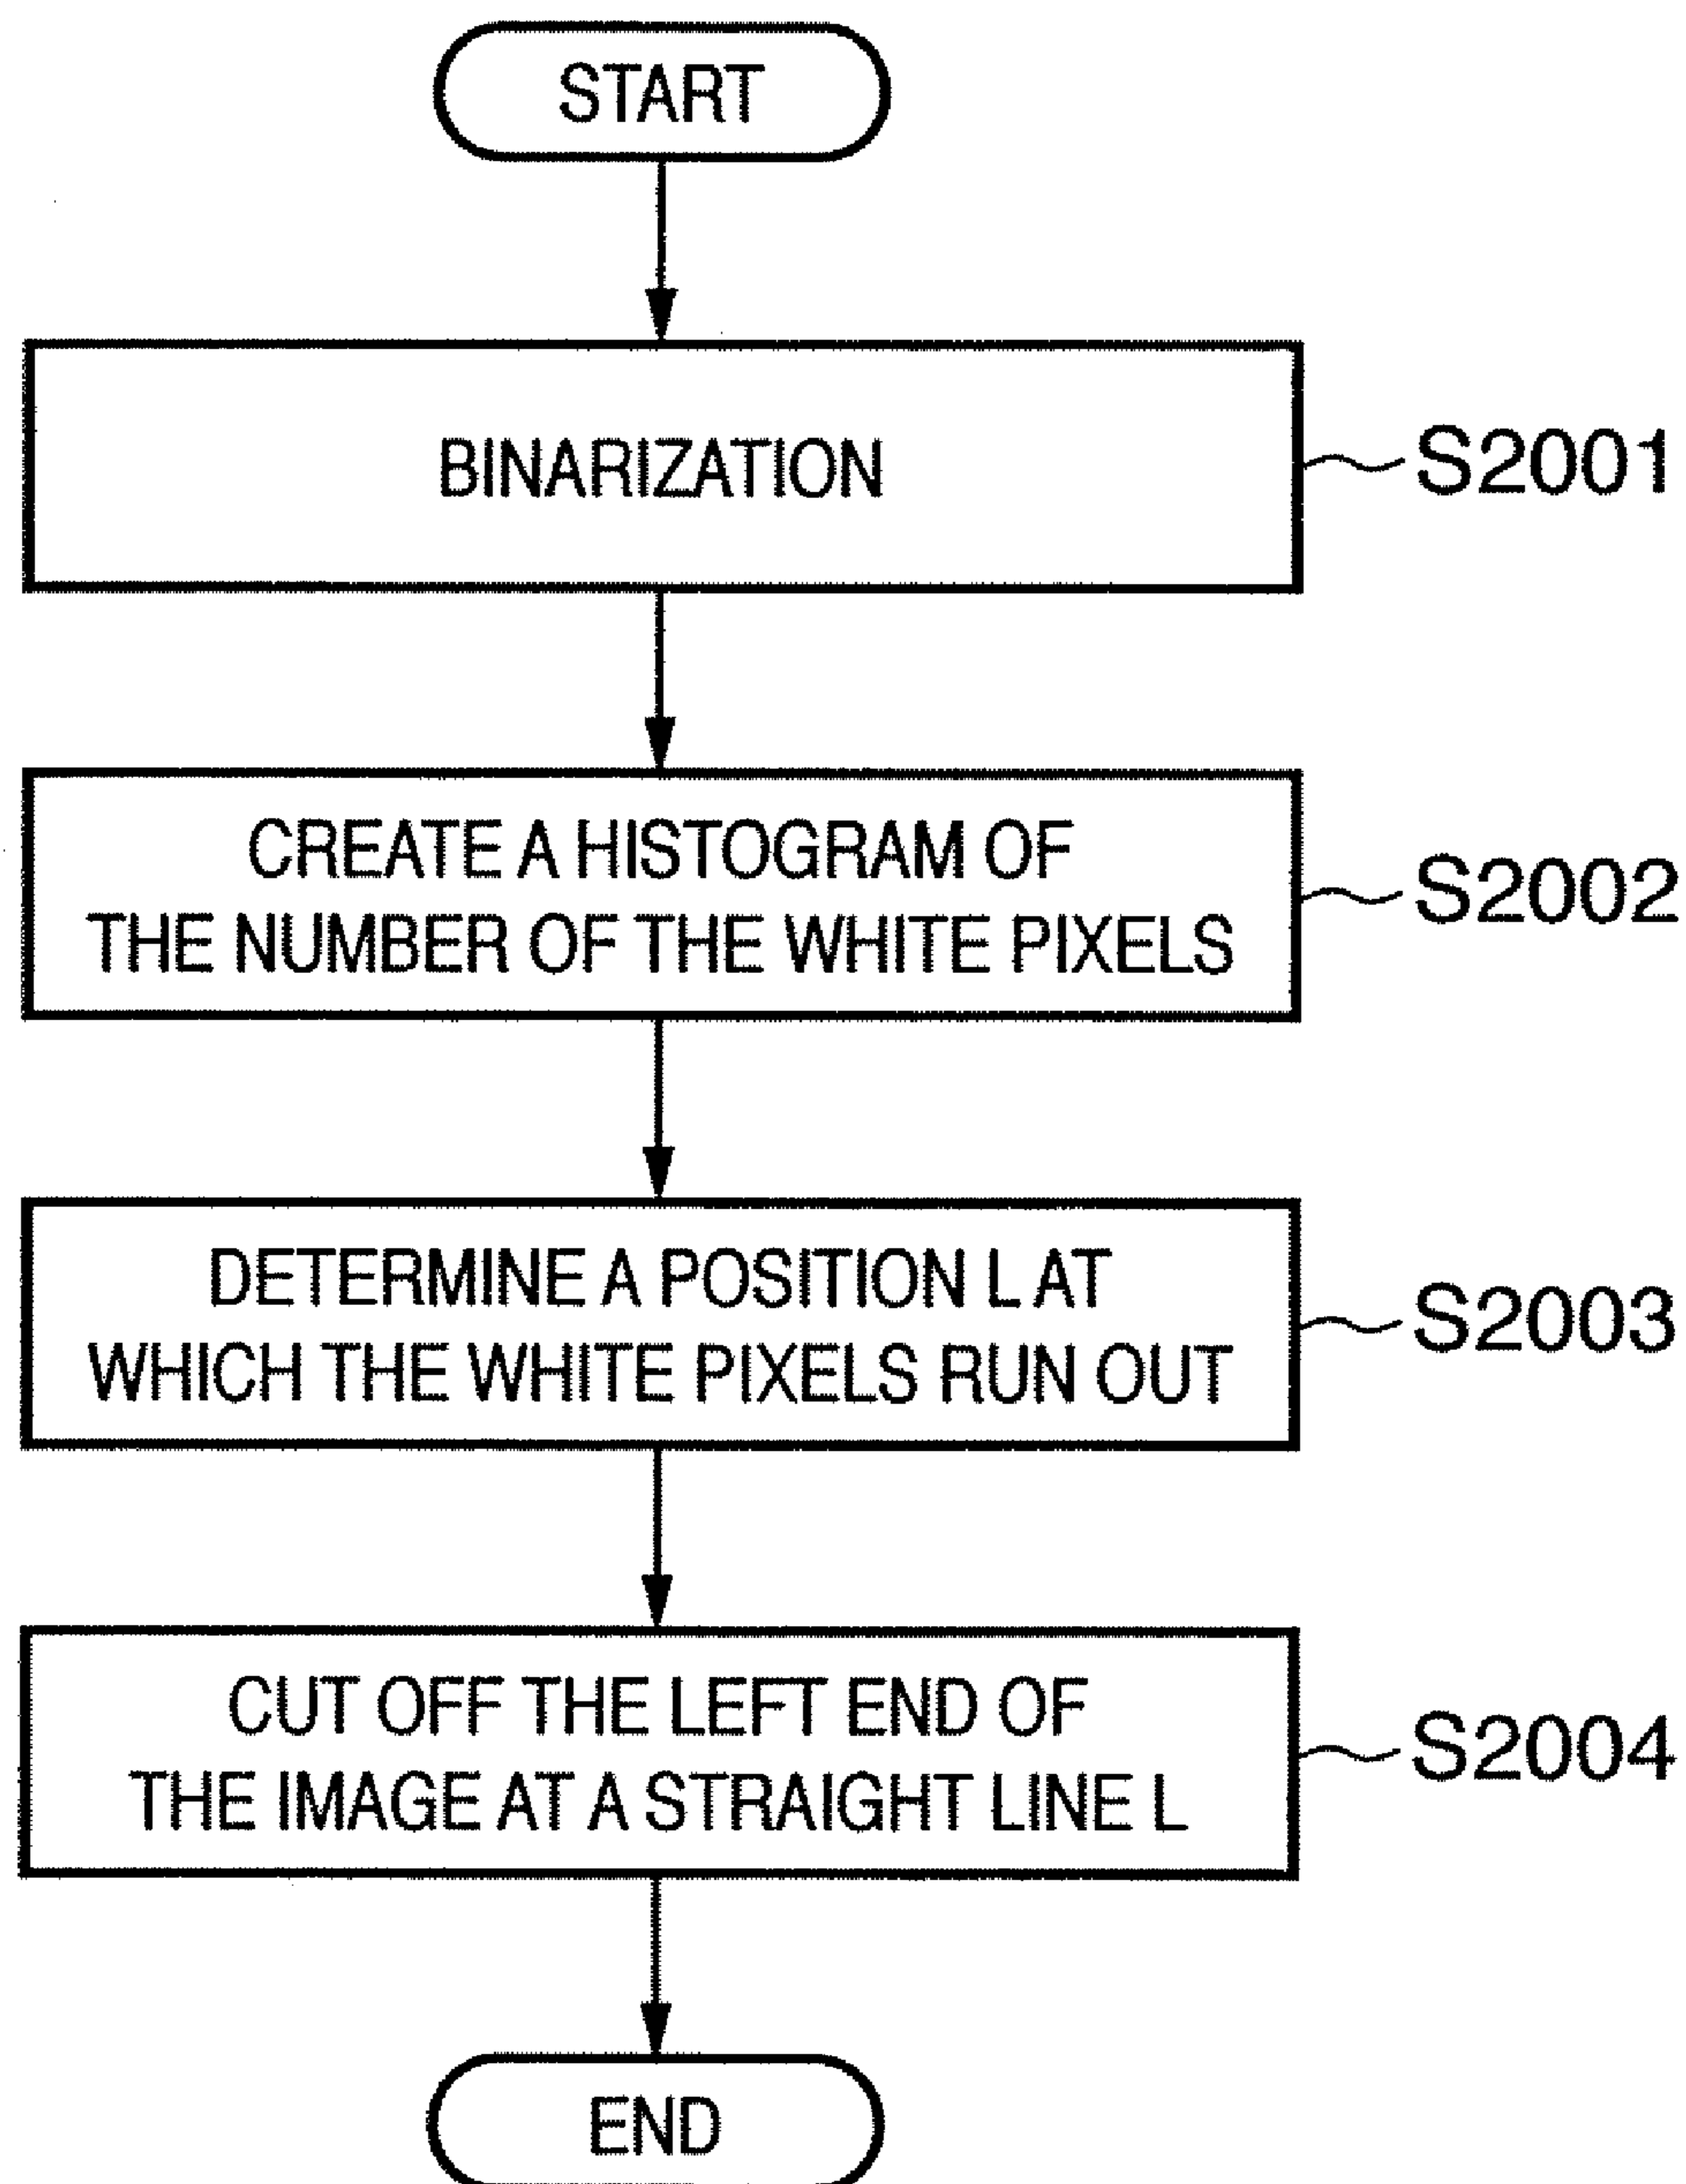 START
BINARIZATION
S2001
CREATE A HISTOGRAM OF
THE NUMBER OF THE WHITE PIXELS
S2002
DETERMINE A POSITION L AT
WHICH THE WHITE PIXELS RUN OUT
S2003
CUT OFF THE LEFT END OF
THE IMAGE AT A STRAIGHT LINE L
S2004
END